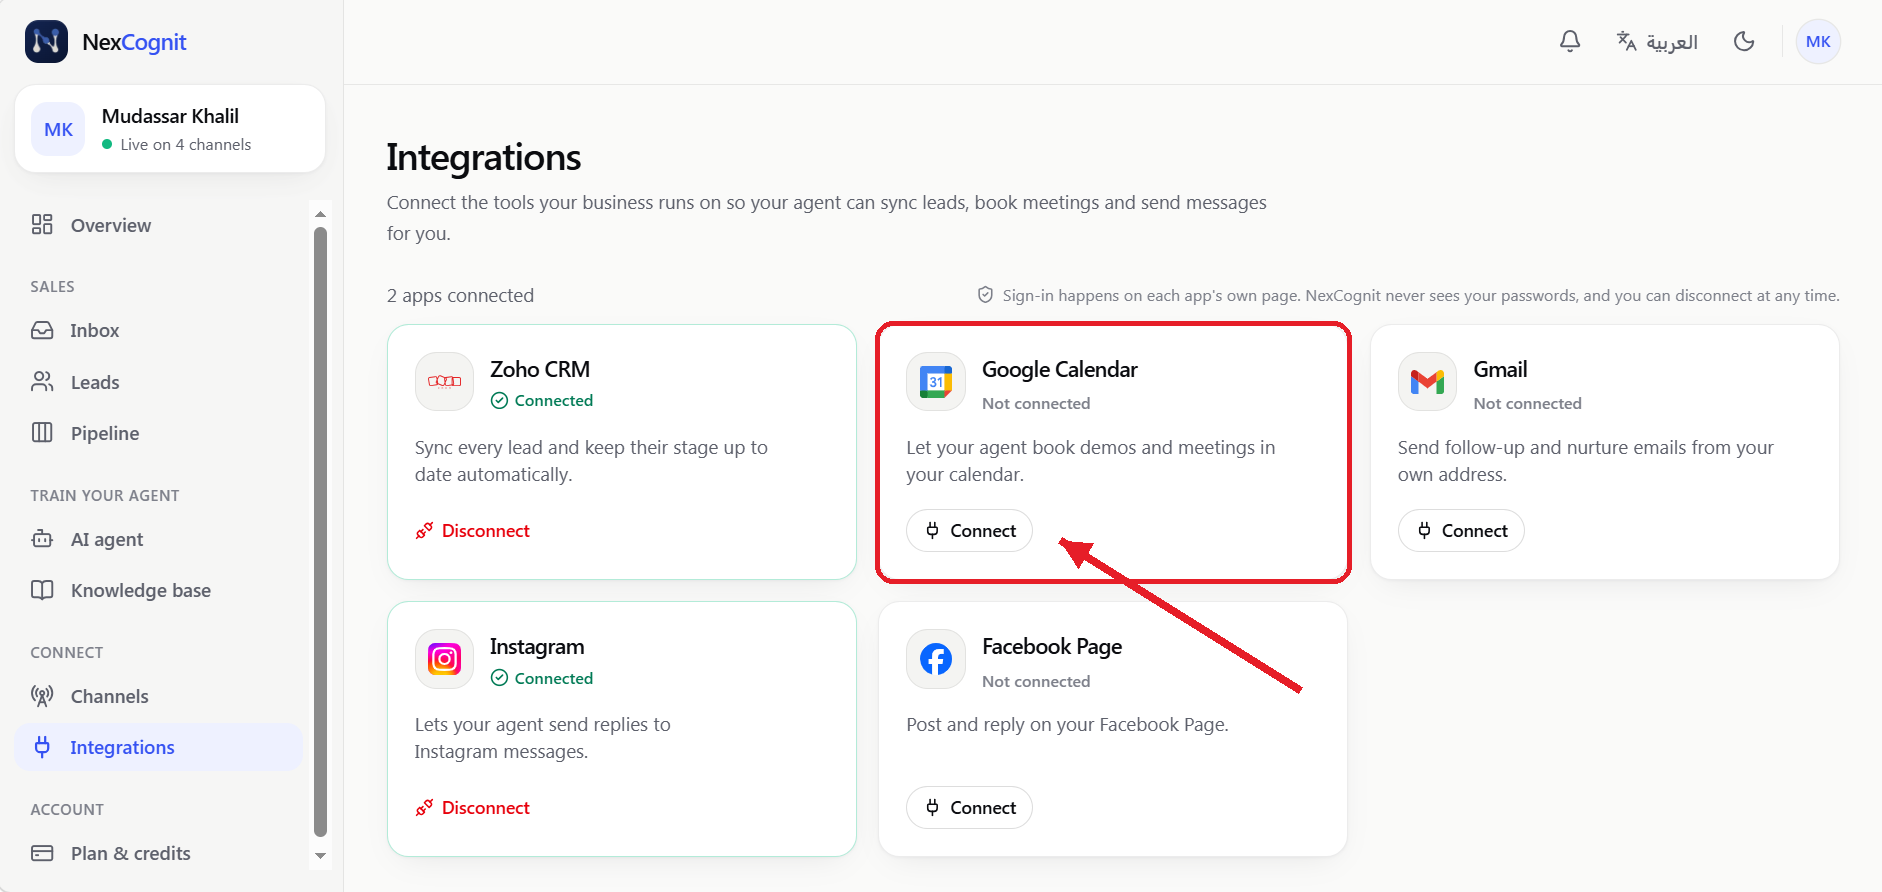 NexCognit
العربية
MK
MK
Mudassar Khalil
Live on 4 channels
Overview
SALES
Inbox
Leads
Pipeline
TRAIN YOUR AGENT
AI agent
Knowledge base
CONNECT
Channels
Integrations
ACCOUNT
Plan & credits
Integrations
Connect the tools your business runs on so your agent can sync leads, book meetings and send messages
for you.
2 apps connected
Sign-in happens on each app's own page. NexCognit never sees your passwords, and you can disconnect at any time.
Zoho CRM
Connected
Sync every lead and keep their stage up to
date automatically.
Disconnect
31
Google Calendar
Not connected
Let your agent book demos and meetings in
your calendar.
Connect
Gmail
Not connected
Send follow-up and nurture emails from your
own address.
Connect
Instagram
Connected
Lets your agent send replies to
Instagram messages.
Disconnect
Facebook Page
Not connected
Post and reply on your Facebook Page.
Connect